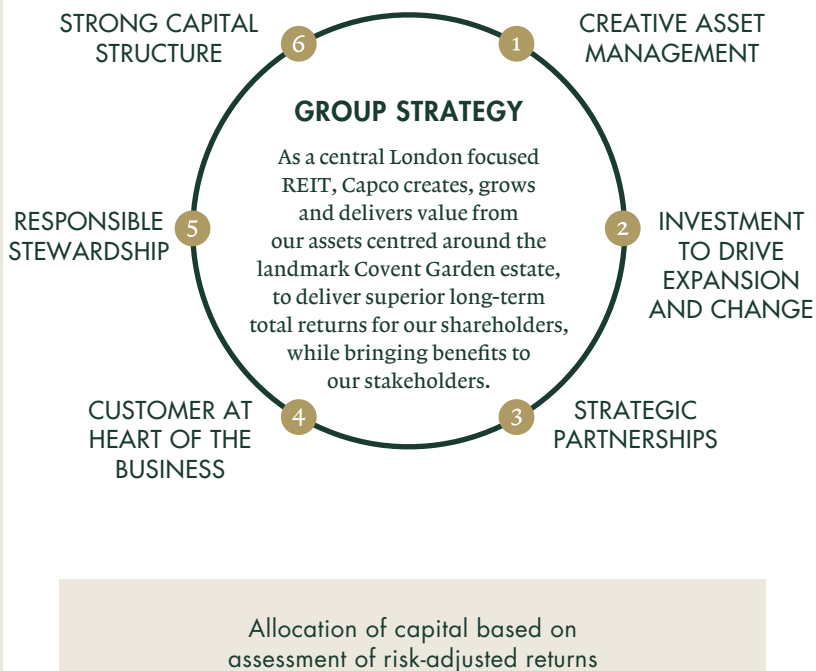 STRONG CAPITAL
STRUCTURE
6
1
CREATIVE ASSET
MANAGEMENT
GROUP STRATEGY
As a central London focused
REIT, Capco creates, grows
and delivers value from
our assets centred around the
landmark Covent Garden estate,
to deliver superior long-term
total returns for our shareholders,
while bringing benefits to
our stakeholders.
RESPONSIBLE
STEWARDSHIP
5
2
INVESTMENT
TO DRIVE
EXPANSION
AND CHANGE
CUSTOMER AT
HEART OF THE
BUSINESS
4
3
STRATEGIC
PARTNERSHIPS
Allocation of capital based on
assessment of risk-adjusted returns